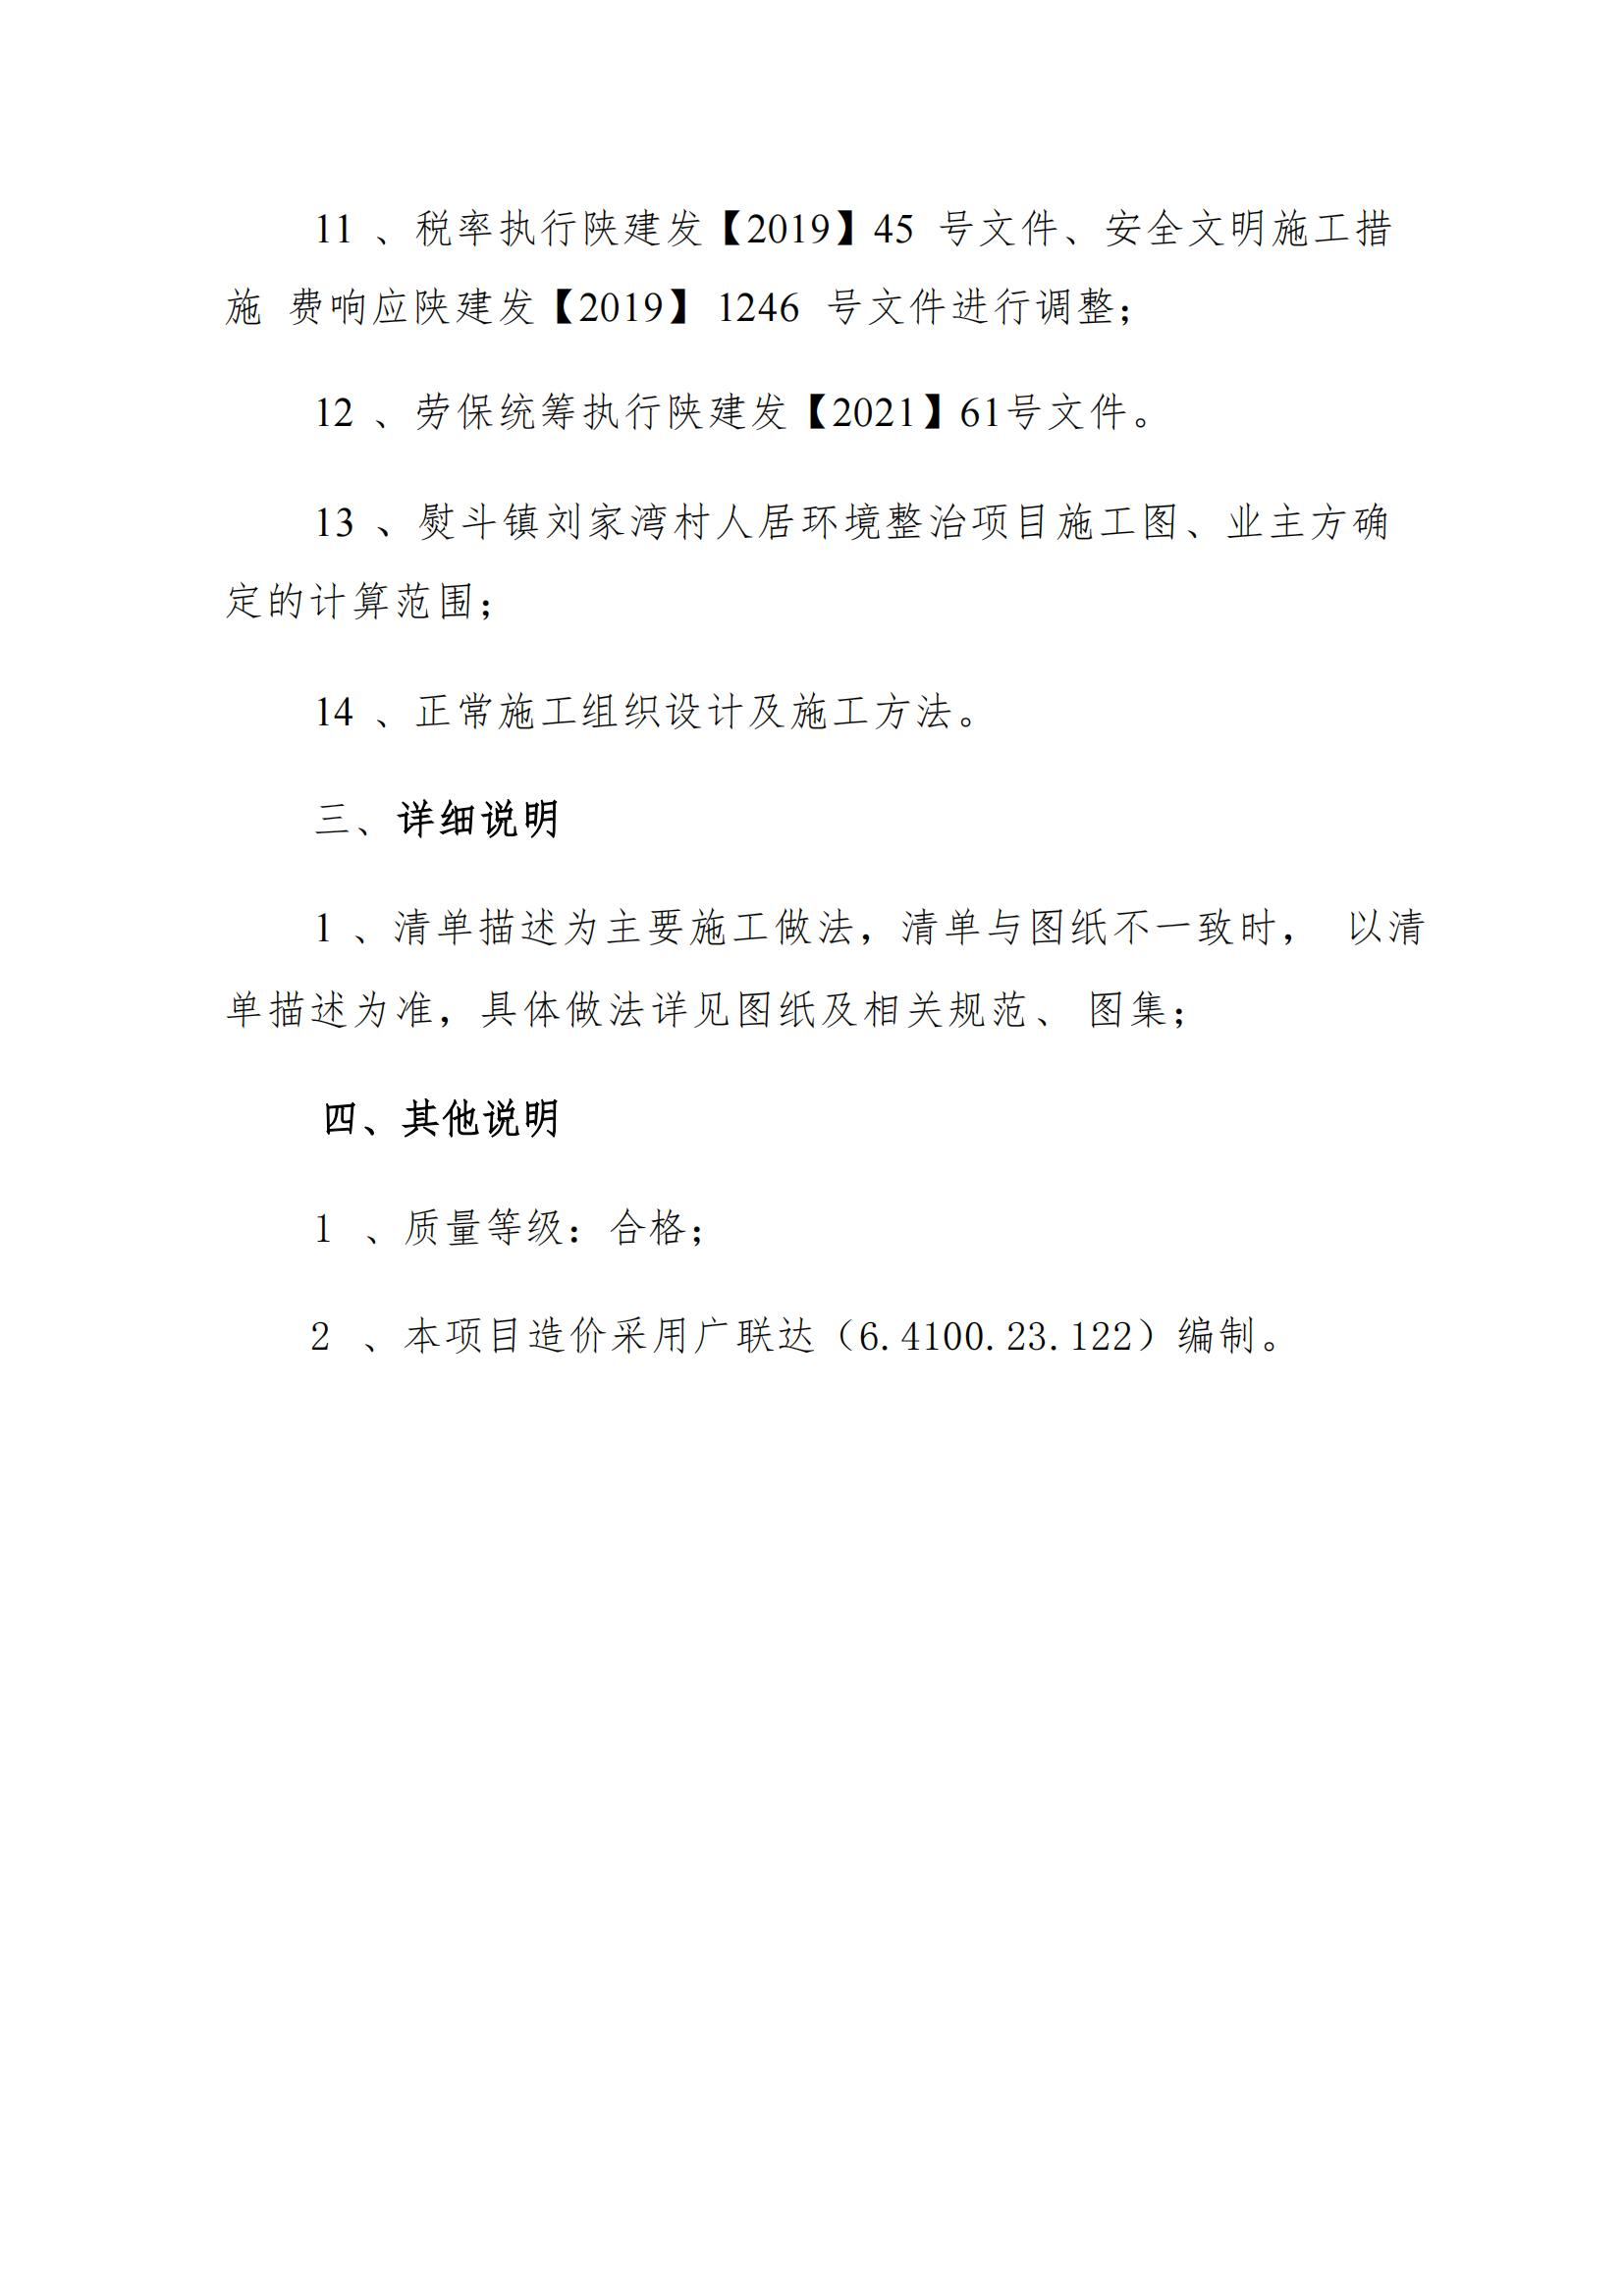 11 、税率执行陕建发【2019】45 号文件、安全文明施工措
施 费响应陕建发【2019】 1246 号文件进行调整；
12 、劳保统筹执行陕建发【2021】61号文件。
13 、熨斗镇刘家湾村人居环境整治项目施工图、业主方确
定的计算范围；
14 、正常施工组织设计及施工方法。
三、详细说明
1 、清单描述为主要施工做法，清单与图纸不一致时， 以清
单描述为准，具体做法详见图纸及相关规范、 图集；
四、其他说明
1 、质量等级：合格；
2 、本项目造价采用广联达（6.4100.23.122）编制。